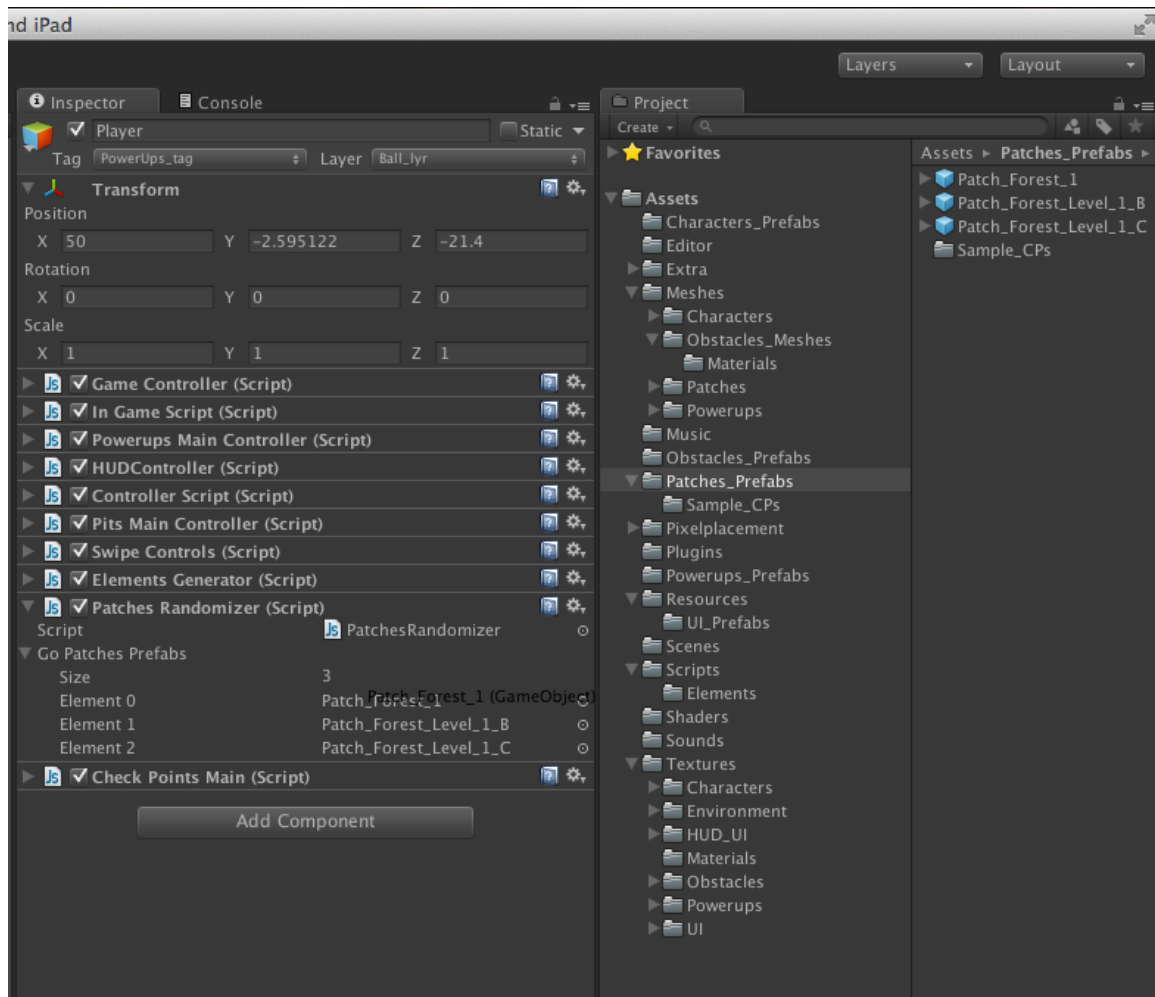 nd iPad
Layers
Layout
Inspector
Console
Player
Static
Tag PowerUps_tag Layer Ball_lyr
Transform
Position
X 50 Y -2.595122 Z -21.4
Rotation
X 0 Y 0 Z 0
Scale
X 1 Y 1 Z 1
Game Controller (Script)
In Game Script (Script)
Powerups Main Controller (Script)
HUDController (Script)
Controller Script (Script)
Pits Main Controller (Script)
Swipe Controls (Script)
Elements Generator (Script)
Patches Randomizer (Script)
Script PatchesRandomizer
Go Patches Prefabs
Size 3
Patch_Forest_1 (GameObject)
Element 0 Patch_Forest_1
Element 1 Patch_Forest_Level_1_B
Element 2 Patch_Forest_Level_1_C
Check Points Main (Script)
Add Component
Project
Create
Favorites
Assets
Characters_Prefabs
Editor
Extra
Meshes
Characters
Obstacles_Meshes
Materials
Patches
Powerups
Music
Obstacles_Prefabs
Patches_Prefabs
Sample_CPs
Pixelplacement
Plugins
Powerups_Prefabs
Resources
UI_Prefabs
Scenes
Scripts
Elements
Shaders
Sounds
Textures
Characters
Environment
HUD_UI
Materials
Obstacles
Powerups
UI
Assets Patches_Prefabs
Patch_Forest_1
Patch_Forest_Level_1_B
Patch_Forest_Level_1_C
Sample_CPs